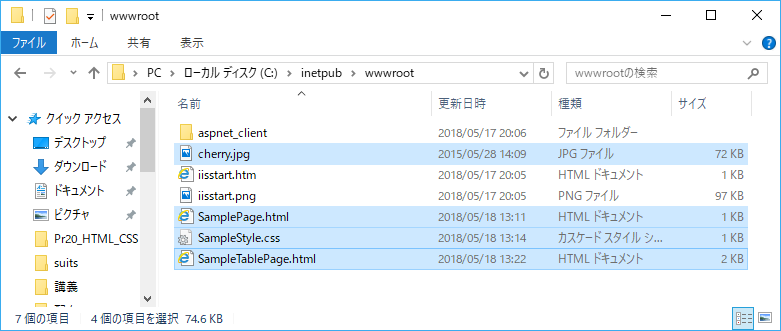 wwwroot
ファイル ホーム 共有 表示
PC ローカル ディスク (C:) inetpub wwwroot wwwrootの検索
名前 更新日時 種類 サイズ
クイック アクセス
デスクトップ
ダウンロード
ドキュメント
ピクチャ
Pr20_HTML_CSS
suits
講義
aspnet_client 2018/05/17 20:06 ファイル フォルダー
cherry.jpg 2015/05/28 14:09 JPG ファイル 72 KB
iisstart.htm 2018/05/17 20:05 HTML ドキュメント 1 KB
iisstart.png 2018/05/17 20:05 PNG ファイル 97 KB
SamplePage.html 2018/05/18 13:11 HTML ドキュメント 1 KB
SampleStyle.css 2018/05/18 13:14 カスケード スタイル シ... 1 KB
SampleTablePage.html 2018/05/18 13:22 HTML ドキュメント 2 KB
7 個の項目 4 個の項目を選択 74.6 KB